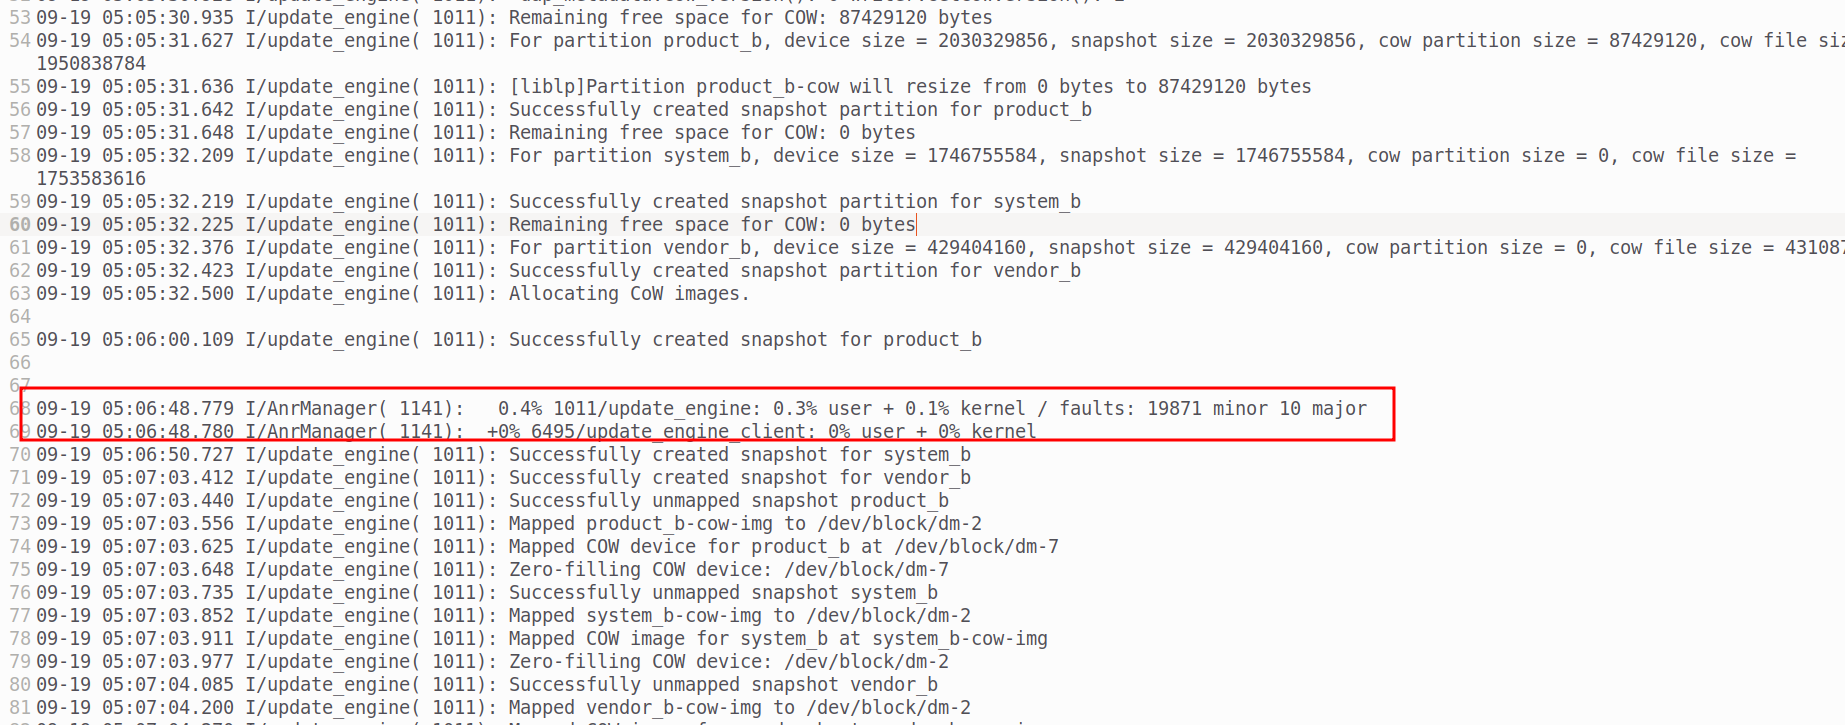 53 09-19 05:05:30.935 I/update_engine( 1011): Remaining free space for COW: 87429120 bytes
54 09-19 05:05:31.627 I/update_engine( 1011): For partition product_b, device size = 2030329856, snapshot size = 2030329856, cow partition size = 87429120, cow file
1950838784
55 09-19 05:05:31.636 I/update_engine( 1011): [liblp]Partition product_b-cow will resize from 0 bytes to 87429120 bytes
56 09-19 05:05:31.642 I/update_engine( 1011): Successfully created snapshot partition for product_b
57 09-19 05:05:31.648 I/update_engine( 1011): Remaining free space for COW: 0 bytes
58 09-19 05:05:32.209 I/update_engine( 1011): For partition system_b, device size = 1746755584, snapshot size = 1746755584, cow partition size = 0, cow file size =
1753583616
59 09-19 05:05:32.219 I/update_engine( 1011): Successfully created snapshot partition for system_b
60 09-19 05:05:32.225 I/update_engine( 1011): Remaining free space for COW: 0 bytes
61 09-19 05:05:32.376 I/update_engine( 1011): For partition vendor_b, device size = 429404160, snapshot size = 429404160, cow partition size = 0, cow file size =
62 09-19 05:05:32.423 I/update_engine( 1011): Successfully created snapshot partition for vendor_b
63 09-19 05:05:32.500 I/update_engine( 1011): Allocating CoW images.
64
65 09-19 05:06:00.109 I/update_engine( 1011): Successfully created snapshot for product_b
66
67
68 09-19 05:06:48.779 I/AnrManager( 1141):   0.4% 1011/update_engine: 0.3% user + 0.1% kernel / faults: 19871 minor 10 major
69 09-19 05:06:48.780 I/AnrManager( 1141):  +0% 6495/update_engine_client: 0% user + 0% kernel
70 09-19 05:06:50.727 I/update_engine( 1011): Successfully created snapshot for system_b
71 09-19 05:07:03.412 I/update_engine( 1011): Successfully created snapshot for vendor_b
72 09-19 05:07:03.440 I/update_engine( 1011): Successfully unmapped snapshot product_b
73 09-19 05:07:03.556 I/update_engine( 1011): Mapped product_b-cow-img to /dev/block/dm-2
74 09-19 05:07:03.625 I/update_engine( 1011): Mapped COW device for product_b at /dev/block/dm-7
75 09-19 05:07:03.648 I/update_engine( 1011): Zero-filling COW device: /dev/block/dm-7
76 09-19 05:07:03.735 I/update_engine( 1011): Successfully unmapped snapshot system_b
77 09-19 05:07:03.852 I/update_engine( 1011): Mapped system_b-cow-img to /dev/block/dm-2
78 09-19 05:07:03.911 I/update_engine( 1011): Mapped COW image for system_b at system_b-cow-img
79 09-19 05:07:03.977 I/update_engine( 1011): Zero-filling COW device: /dev/block/dm-2
80 09-19 05:07:04.085 I/update_engine( 1011): Successfully unmapped snapshot vendor_b
81 09-19 05:07:04.200 I/update_engine( 1011): Mapped vendor_b-cow-img to /dev/block/dm-2